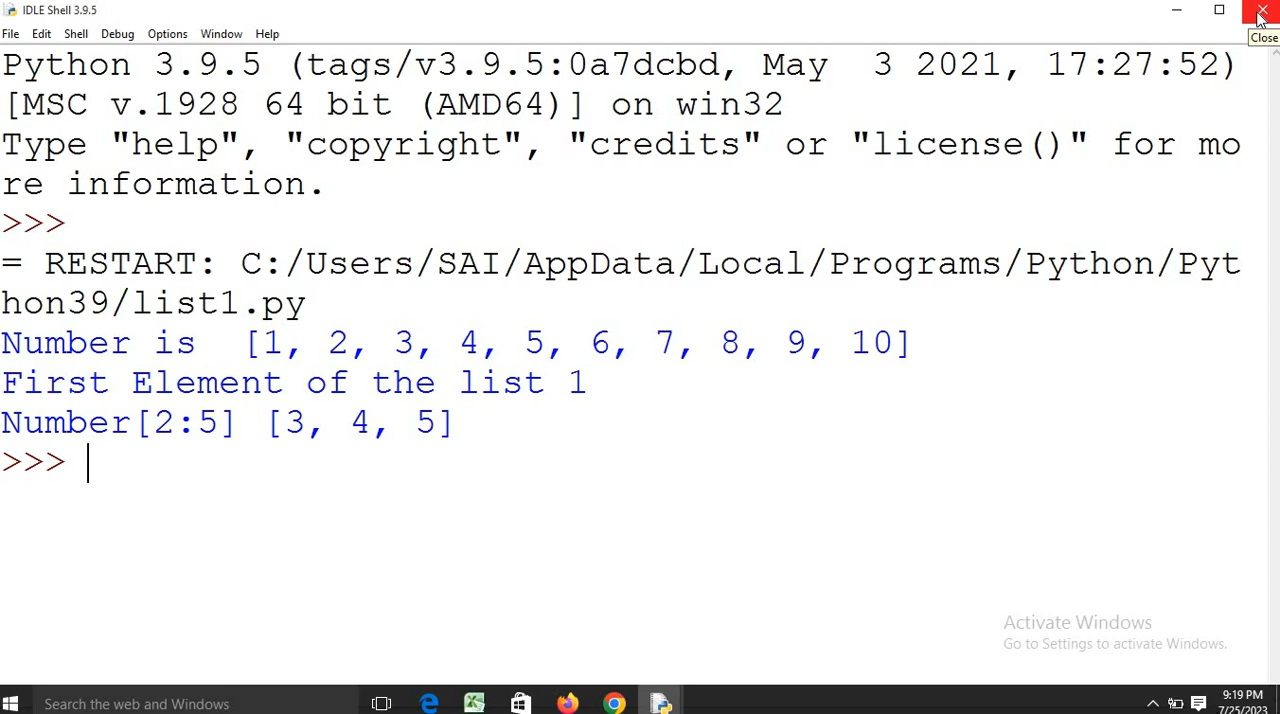 IDLE Shell 3.9.5
File Edit Shell Debug Options Window Help
Close
Python 3.9.5 (tags/v3.9.5:0a7dcbd, May  3 2021, 17:27:52)
[MSC v.1928 64 bit (AMD64)] on win32
Type "help", "copyright", "credits" or "license()" for mo
re information.
>>>
= RESTART: C:/Users/SAI/AppData/Local/Programs/Python/Pyt
hon39/list1.py
Number is  [1, 2, 3, 4, 5, 6, 7, 8, 9, 10]
First Element of the list 1
Number[2:5] [3, 4, 5]
>>>
Activate Windows
Go to Settings to activate Windows.
Search the web and Windows
9:19 PM
7/25/2023